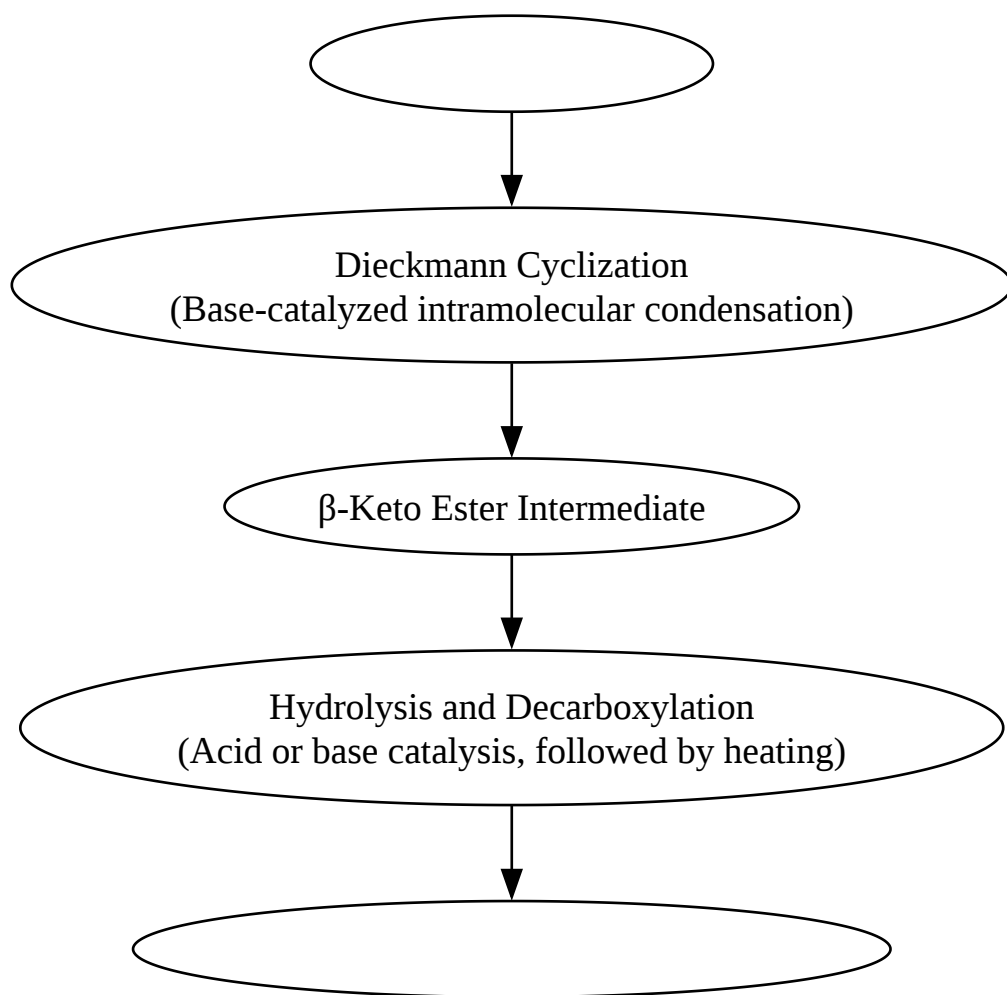 Dieckmann Cyclization
(Base-catalyzed intramolecular condensation)
β-Keto Ester Intermediate
Hydrolysis and Decarboxylation
(Acid or base catalysis, followed by heating)